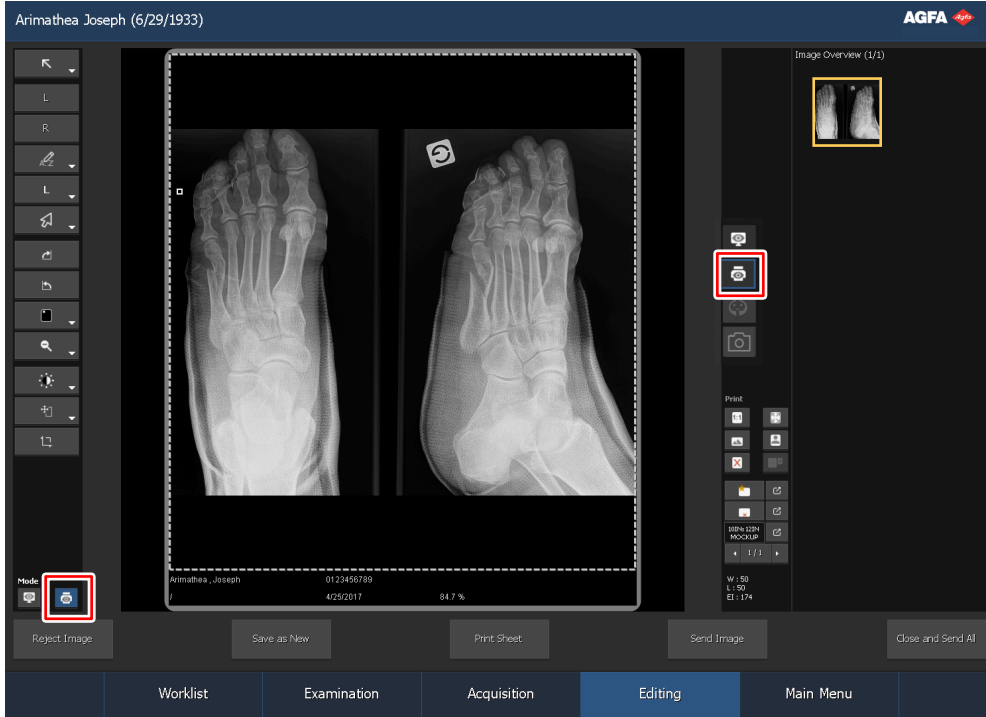 Arimathea Joseph (6/29/1933)
AGFA Agfa
Image Overview (1/1)
L
R
A-Z
L
Print
1:1
10INx12IN
MOCKUP
1/1
W : 50
L : 50
EI : 174
Mode
Arimathea , Joseph 0123456789
/ 4/25/2017 84.7 %
Reject Image Save as New Print Sheet Send Image Close and Send All
Worklist Examination Acquisition Editing Main Menu